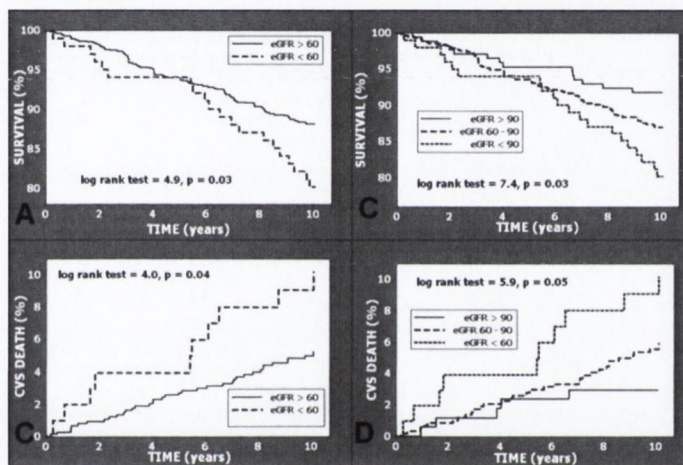 100
95
90
85
80
SURVIVAL (%)
eGFR > 60
eGFR < 60
log rank test = 4.9, p = 0.03
A
0 2 4 6 8 10
TIME (years)
100
95
90
85
80
SURVIVAL (%)
eGFR > 90
eGFR 60 - 90
eGFR < 90
log rank test = 7.4, p = 0.03
C
0 2 4 6 8 10
TIME (years)
10
8
6
4
2
0
CVS DEATH (%)
log rank test = 4.0, p = 0.04
eGFR > 60
eGFR < 60
C
0 2 4 6 8 10
TIME (years)
10
8
6
4
2
0
CVS DEATH (%)
log rank test = 5.9, p = 0.05
eGFR > 90
eGFR 60 - 90
eGFR < 60
D
0 2 4 6 8 10
TIME (years)